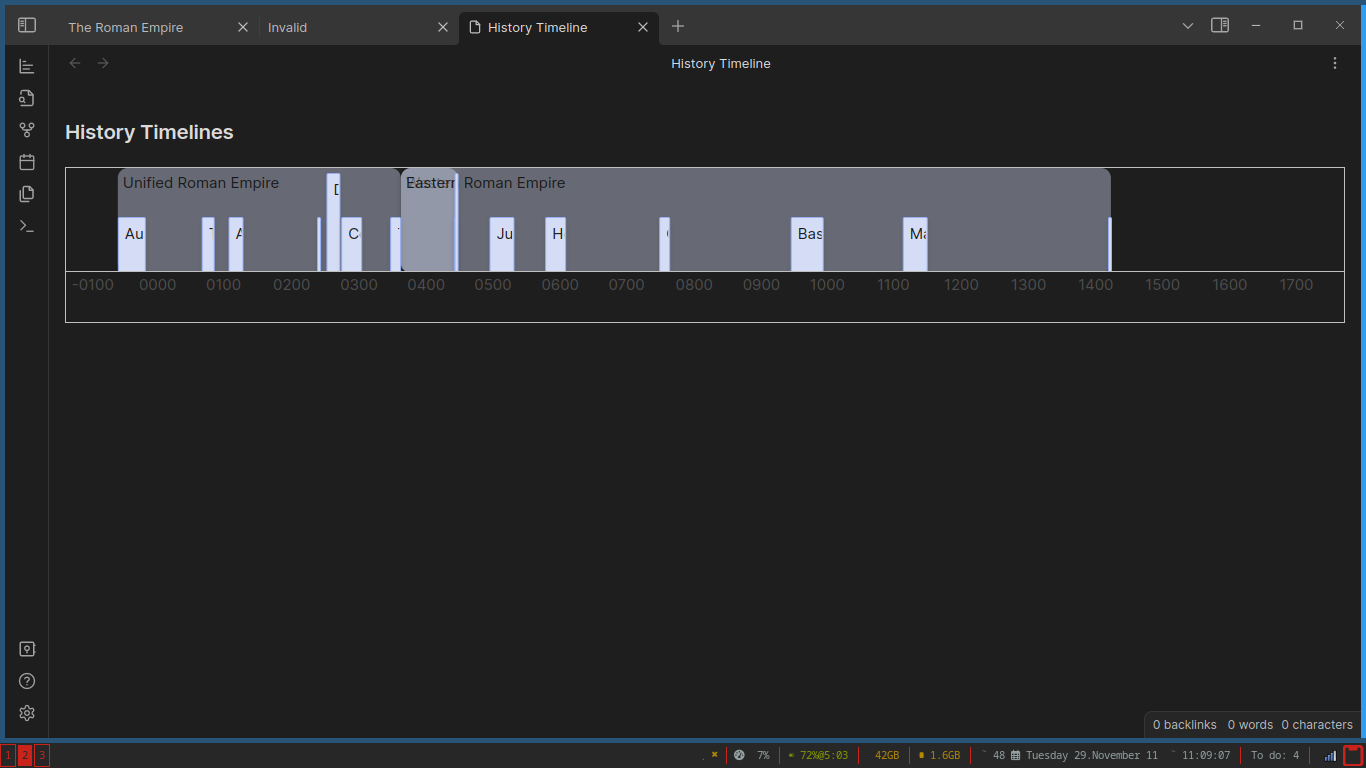 The Roman Empire
Invalid
History Timeline
History Timeline
History Timelines
Unified Roman Empire
Eastern Roman Empire
[
Au
A
C
Ju
H
Bas
Ma
-0100 0000 0100 0200 0300 0400 0500 0600 0700 0800 0900 1000 1100 1200 1300 1400 1500 1600 1700
0 backlinks 0 words 0 characters
1 2 3 7% 72%@5:03 42GB 1.6GB 48 Tuesday 29.November 11 11:09:07 To do: 4